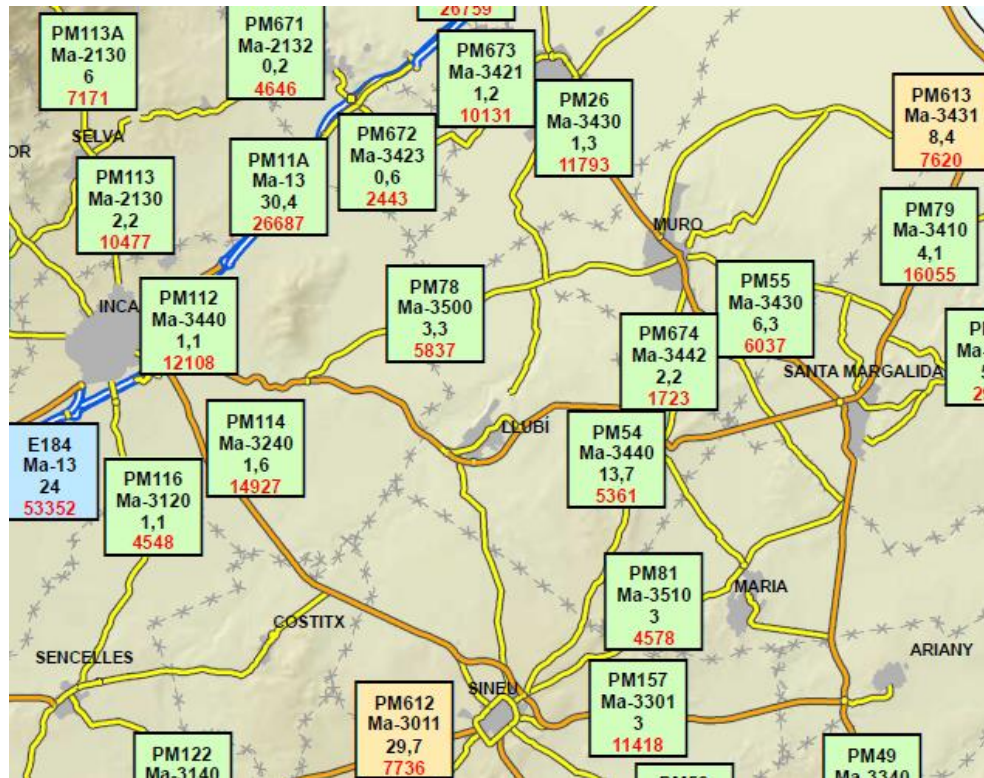 26759
PM113A
Ma-2130
6
7171
PM671
Ma-2132
0,2
4646
PM673
Ma-3421
1,2
10131
PM26
Ma-3430
1,3
11793
PM613
Ma-3431
8,4
7620
SELVA
OR
PM11A
Ma-13
30,4
26687
PM672
Ma-3423
0,6
2443
PM113
Ma-2130
2,2
10477
PM79
Ma-3410
4,1
16055
MURO
INCA
PM112
Ma-3440
1,1
12108
PM78
Ma-3500
3,3
5837
PM55
Ma-3430
6,3
6037
PM674
Ma-3442
2,2
1723
SANTA MARGALIDA
LLUBÍ
PM114
Ma-3240
1,6
14927
PM54
Ma-3440
13,7
5361
E184
Ma-13
24
53352
PM116
Ma-3120
1,1
4548
PM81
Ma-3510
3
4578
MARIA
COSTITX
SENCELLES
ARIANY
SINEU
PM612
Ma-3011
29,7
7736
PM157
Ma-3301
3
11418
PM122
Ma-3140
PM49
Ma-3340